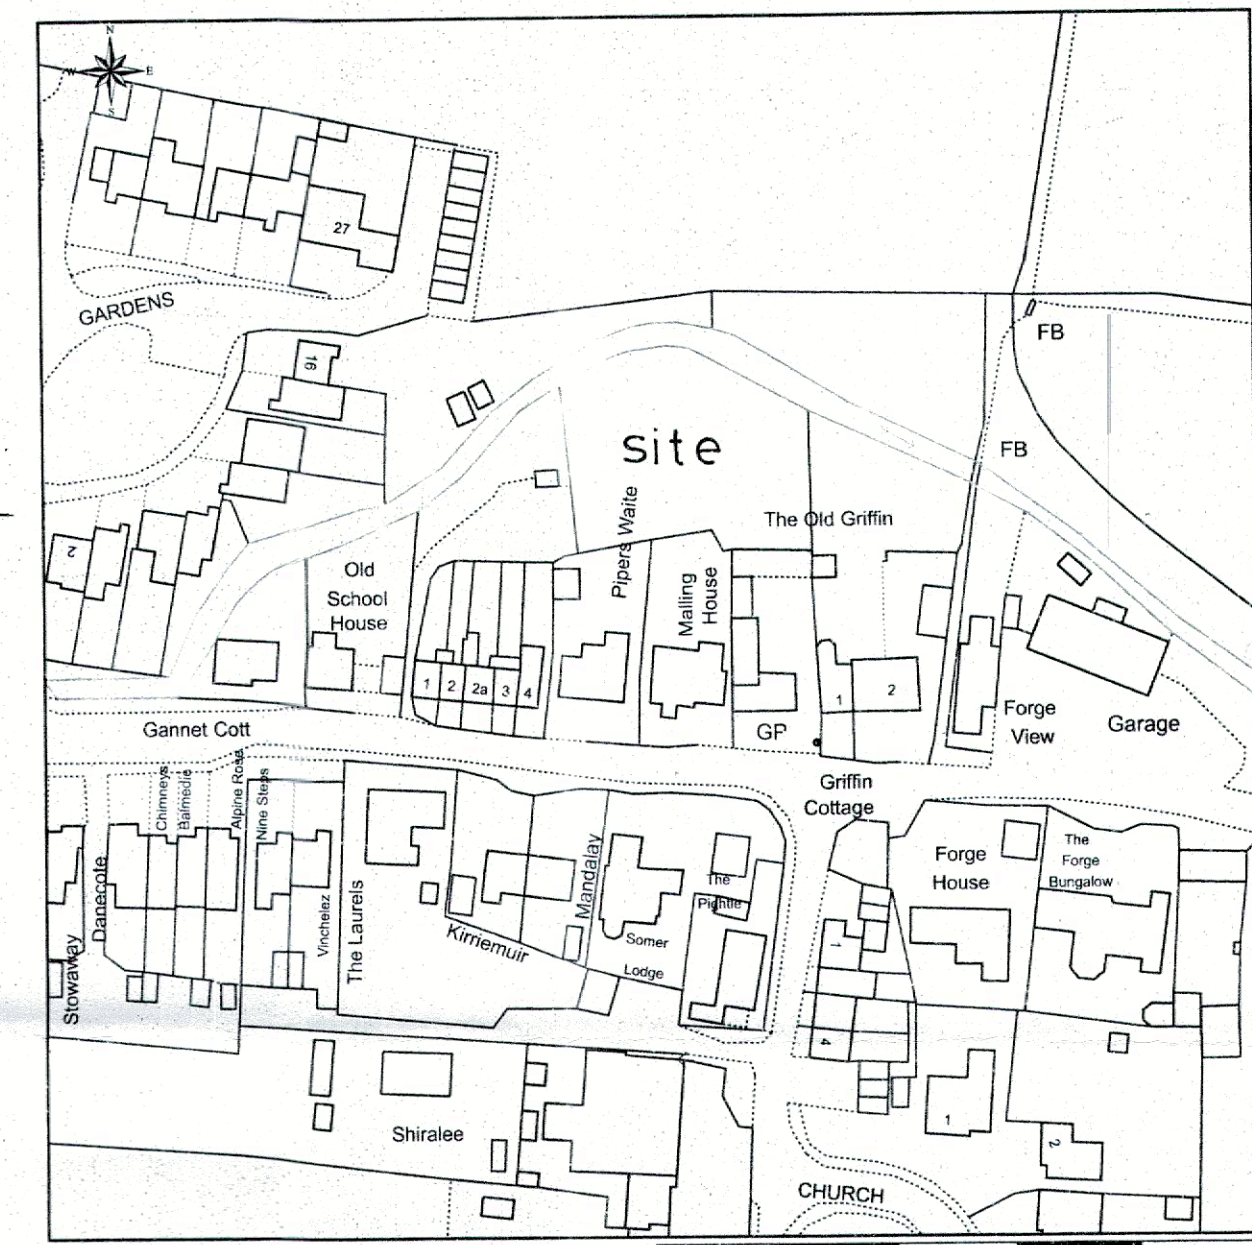 N
W E
S
27
GARDENS
16
FB
FB
site
Pipers Waite
The Old Griffin
2
Old
School
House
Malling
House
1
2
2a
3
4
1
2
GP
Forge
View
Garage
Gannet Cott
Griffin
Cottage
Chimneys
Balmedie
Alpine Rose
Nine Steps
Stowaway
Danecote
Vinchelez
The Laurels
Kirriemuir
Mandalay
Somer
Lodge
The
Pightle
Forge
House
The
Forge
Bungalow
1
4
Shiralee
1
2
CHURCH